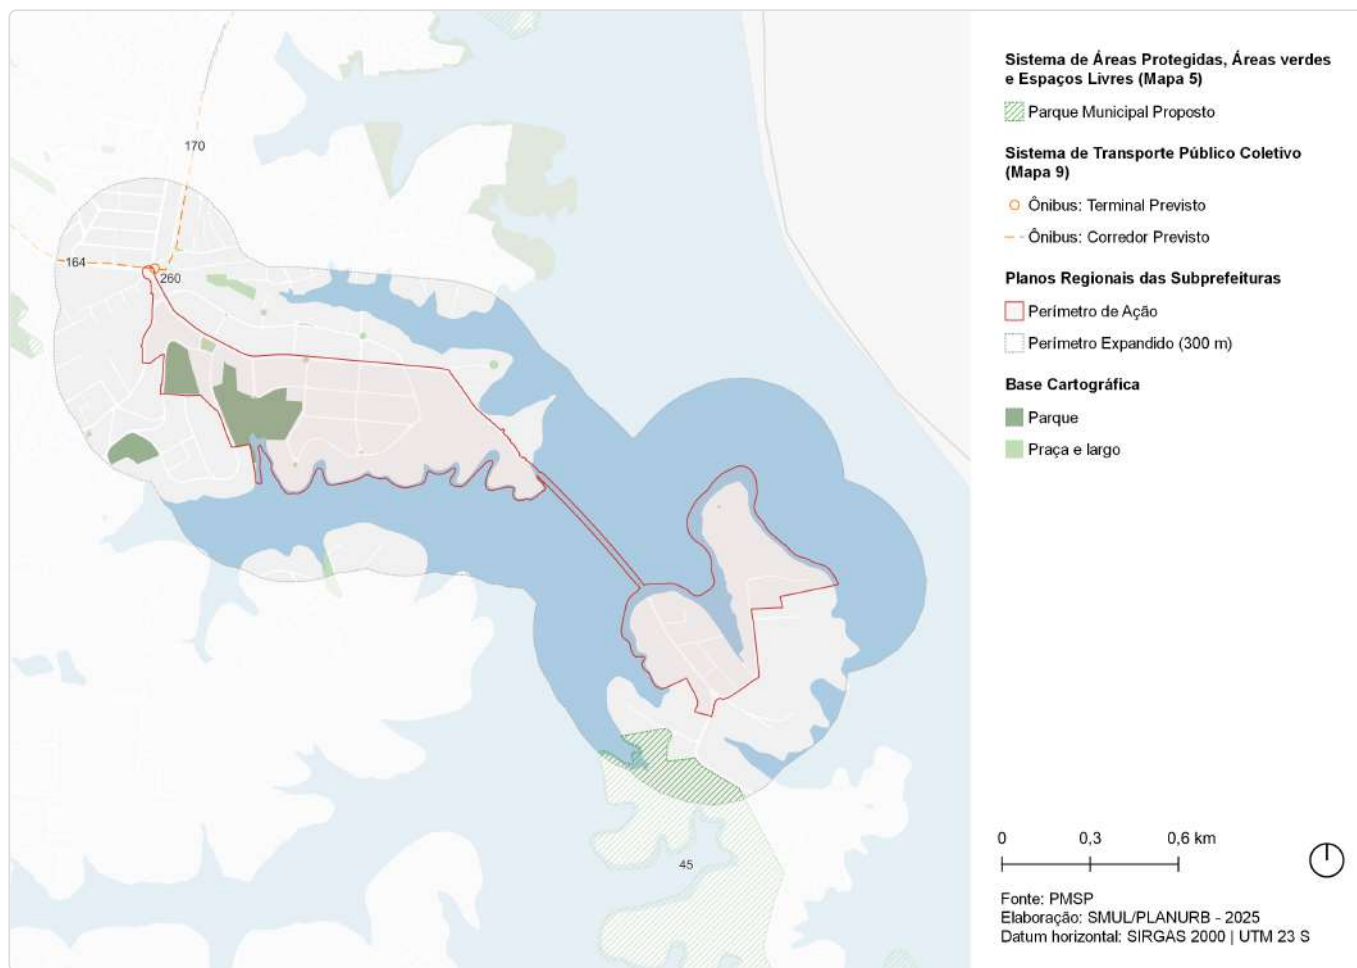 170
164
260
45
Sistema de Áreas Protegidas, Áreas verdes
e Espaços Livres (Mapa 5)
Parque Municipal Proposto
Sistema de Transporte Público Coletivo
(Mapa 9)
Ônibus: Terminal Previsto
Ônibus: Corredor Previsto
Planos Regionais das Subprefeituras
Perímetro de Ação
Perímetro Expandido (300 m)
Base Cartográfica
Parque
Praça e largo
0 0,3 0,6 km
Fonte: PMSP
Elaboração: SMUL/PLANURB - 2025
Datum horizontal: SIRGAS 2000 | UTM 23 S